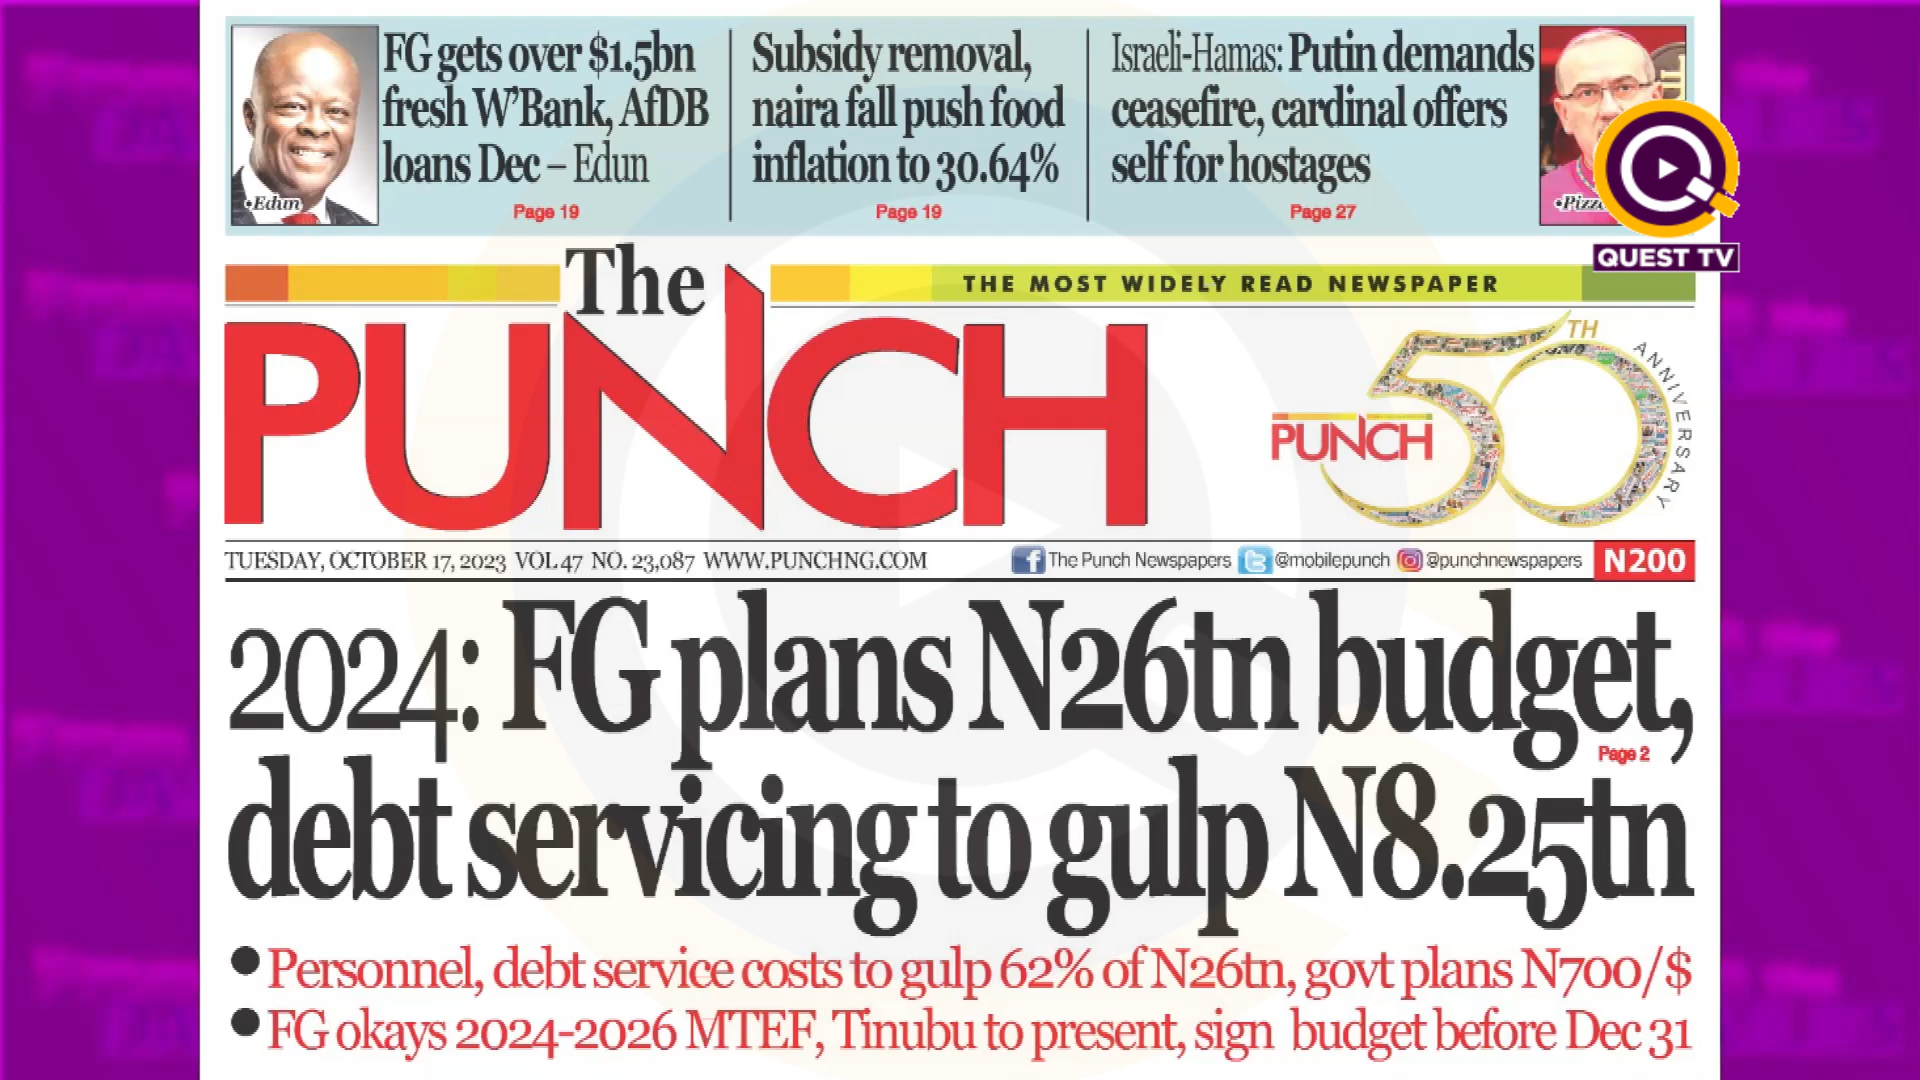 FG gets over $1.5bn
fresh W'Bank, AfDB
loans Dec – Edun
Page 19
•Edun
Subsidy removal,
naira fall push food
inflation to 30.64%
Page 19
Israeli-Hamas: Putin demands
ceasefire, cardinal offers
self for hostages
Page 27
QUEST TV
The
PUNCH
THE MOST WIDELY READ NEWSPAPER
PUNCH
50TH ANNIVERSARY
TUESDAY, OCTOBER 17, 2023 VOL 47 NO. 23,087 WWW.PUNCHNG.COM
The Punch Newspapers @mobilepunch @punchnewspapers N200
2024: FG plans N26tn budget,
Page 2
debt servicing to gulp N8.25tn
•Personnel, debt service costs to gulp 62% of N26tn, govt plans N700/$
•FG okays 2024-2026 MTEF, Tinubu to present, sign budget before Dec 31